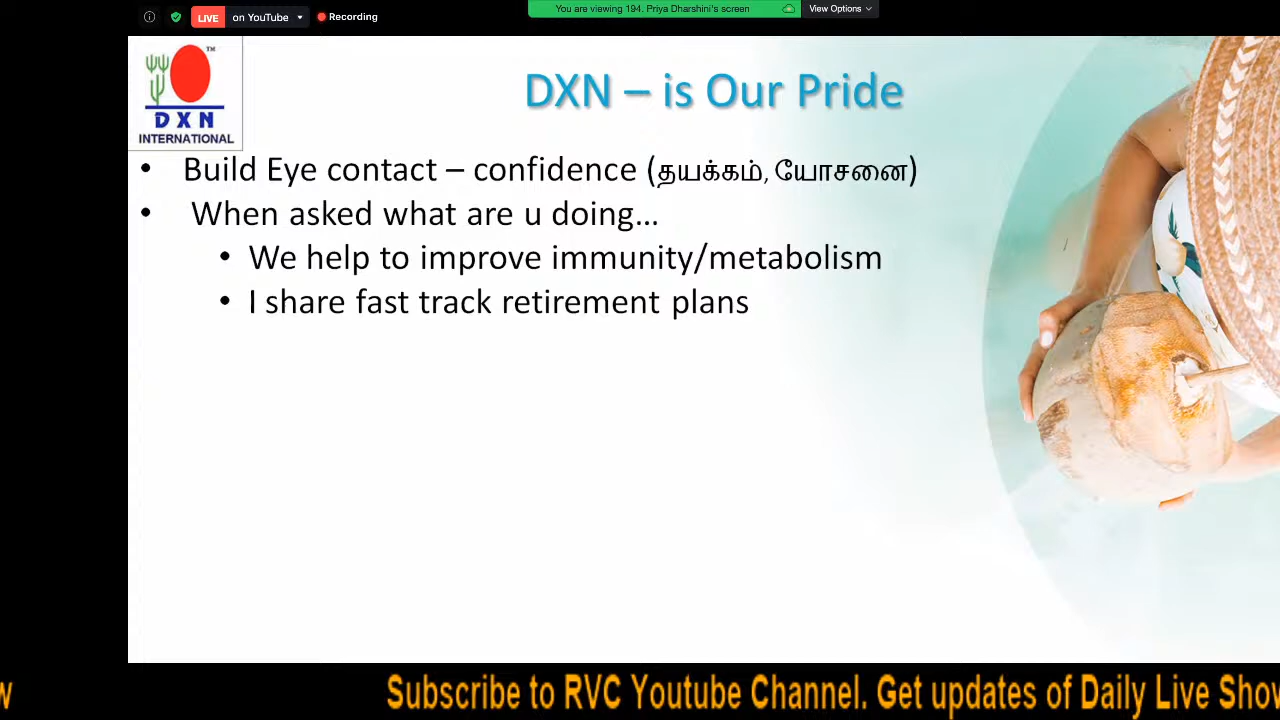 LIVE on YouTube Recording
You are viewing 194. Priya Dharshini's screen
View Options
TM
DXN
INTERNATIONAL
DXN – is Our Pride
• Build Eye contact – confidence (தயக்கம், யோசனை)
• When asked what are u doing...
• We help to improve immunity/metabolism
• I share fast track retirement plans
w Subscribe to RVC Youtube Channel. Get updates of Daily Live Show